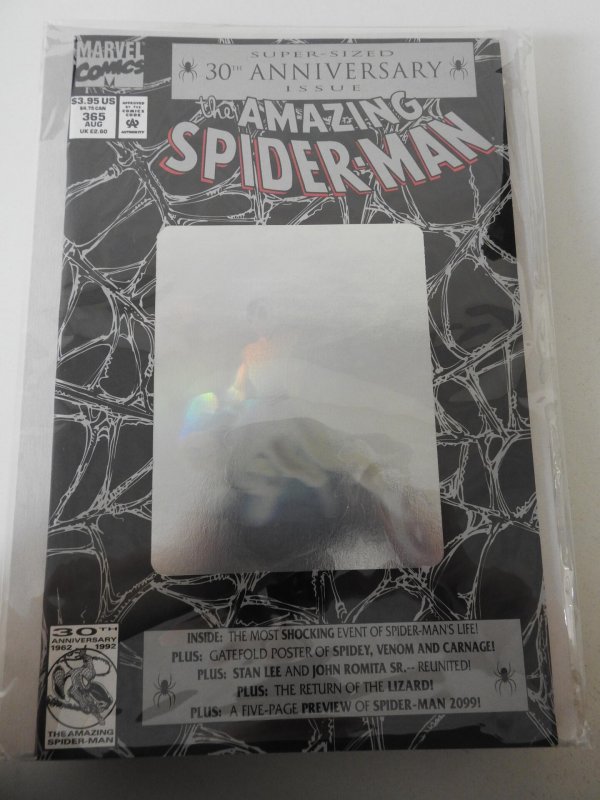 MARVEL
COMICS
SUPER-SIZED
30TH ANNIVERSARY
ISSUE
$3.95 US
$4.75 CAN
365
AUG
UK £2.60
APPROVED
BY THE
COMICS
CODE
CA
AUTHORITY
the AMAZING
SPIDER-MAN
30TH
ANNIVERSARY
1962 1992
THE AMAZING
SPIDER-MAN
INSIDE: THE MOST SHOCKING EVENT OF SPIDER-MAN'S LIFE!
PLUS: GATEFOLD POSTER OF SPIDEY, VENOM AND CARNAGE!
PLUS: STAN LEE AND JOHN ROMITA SR.-- REUNITED!
PLUS: THE RETURN OF THE LIZARD!
PLUS: A FIVE-PAGE PREVIEW OF SPIDER-MAN 2099!